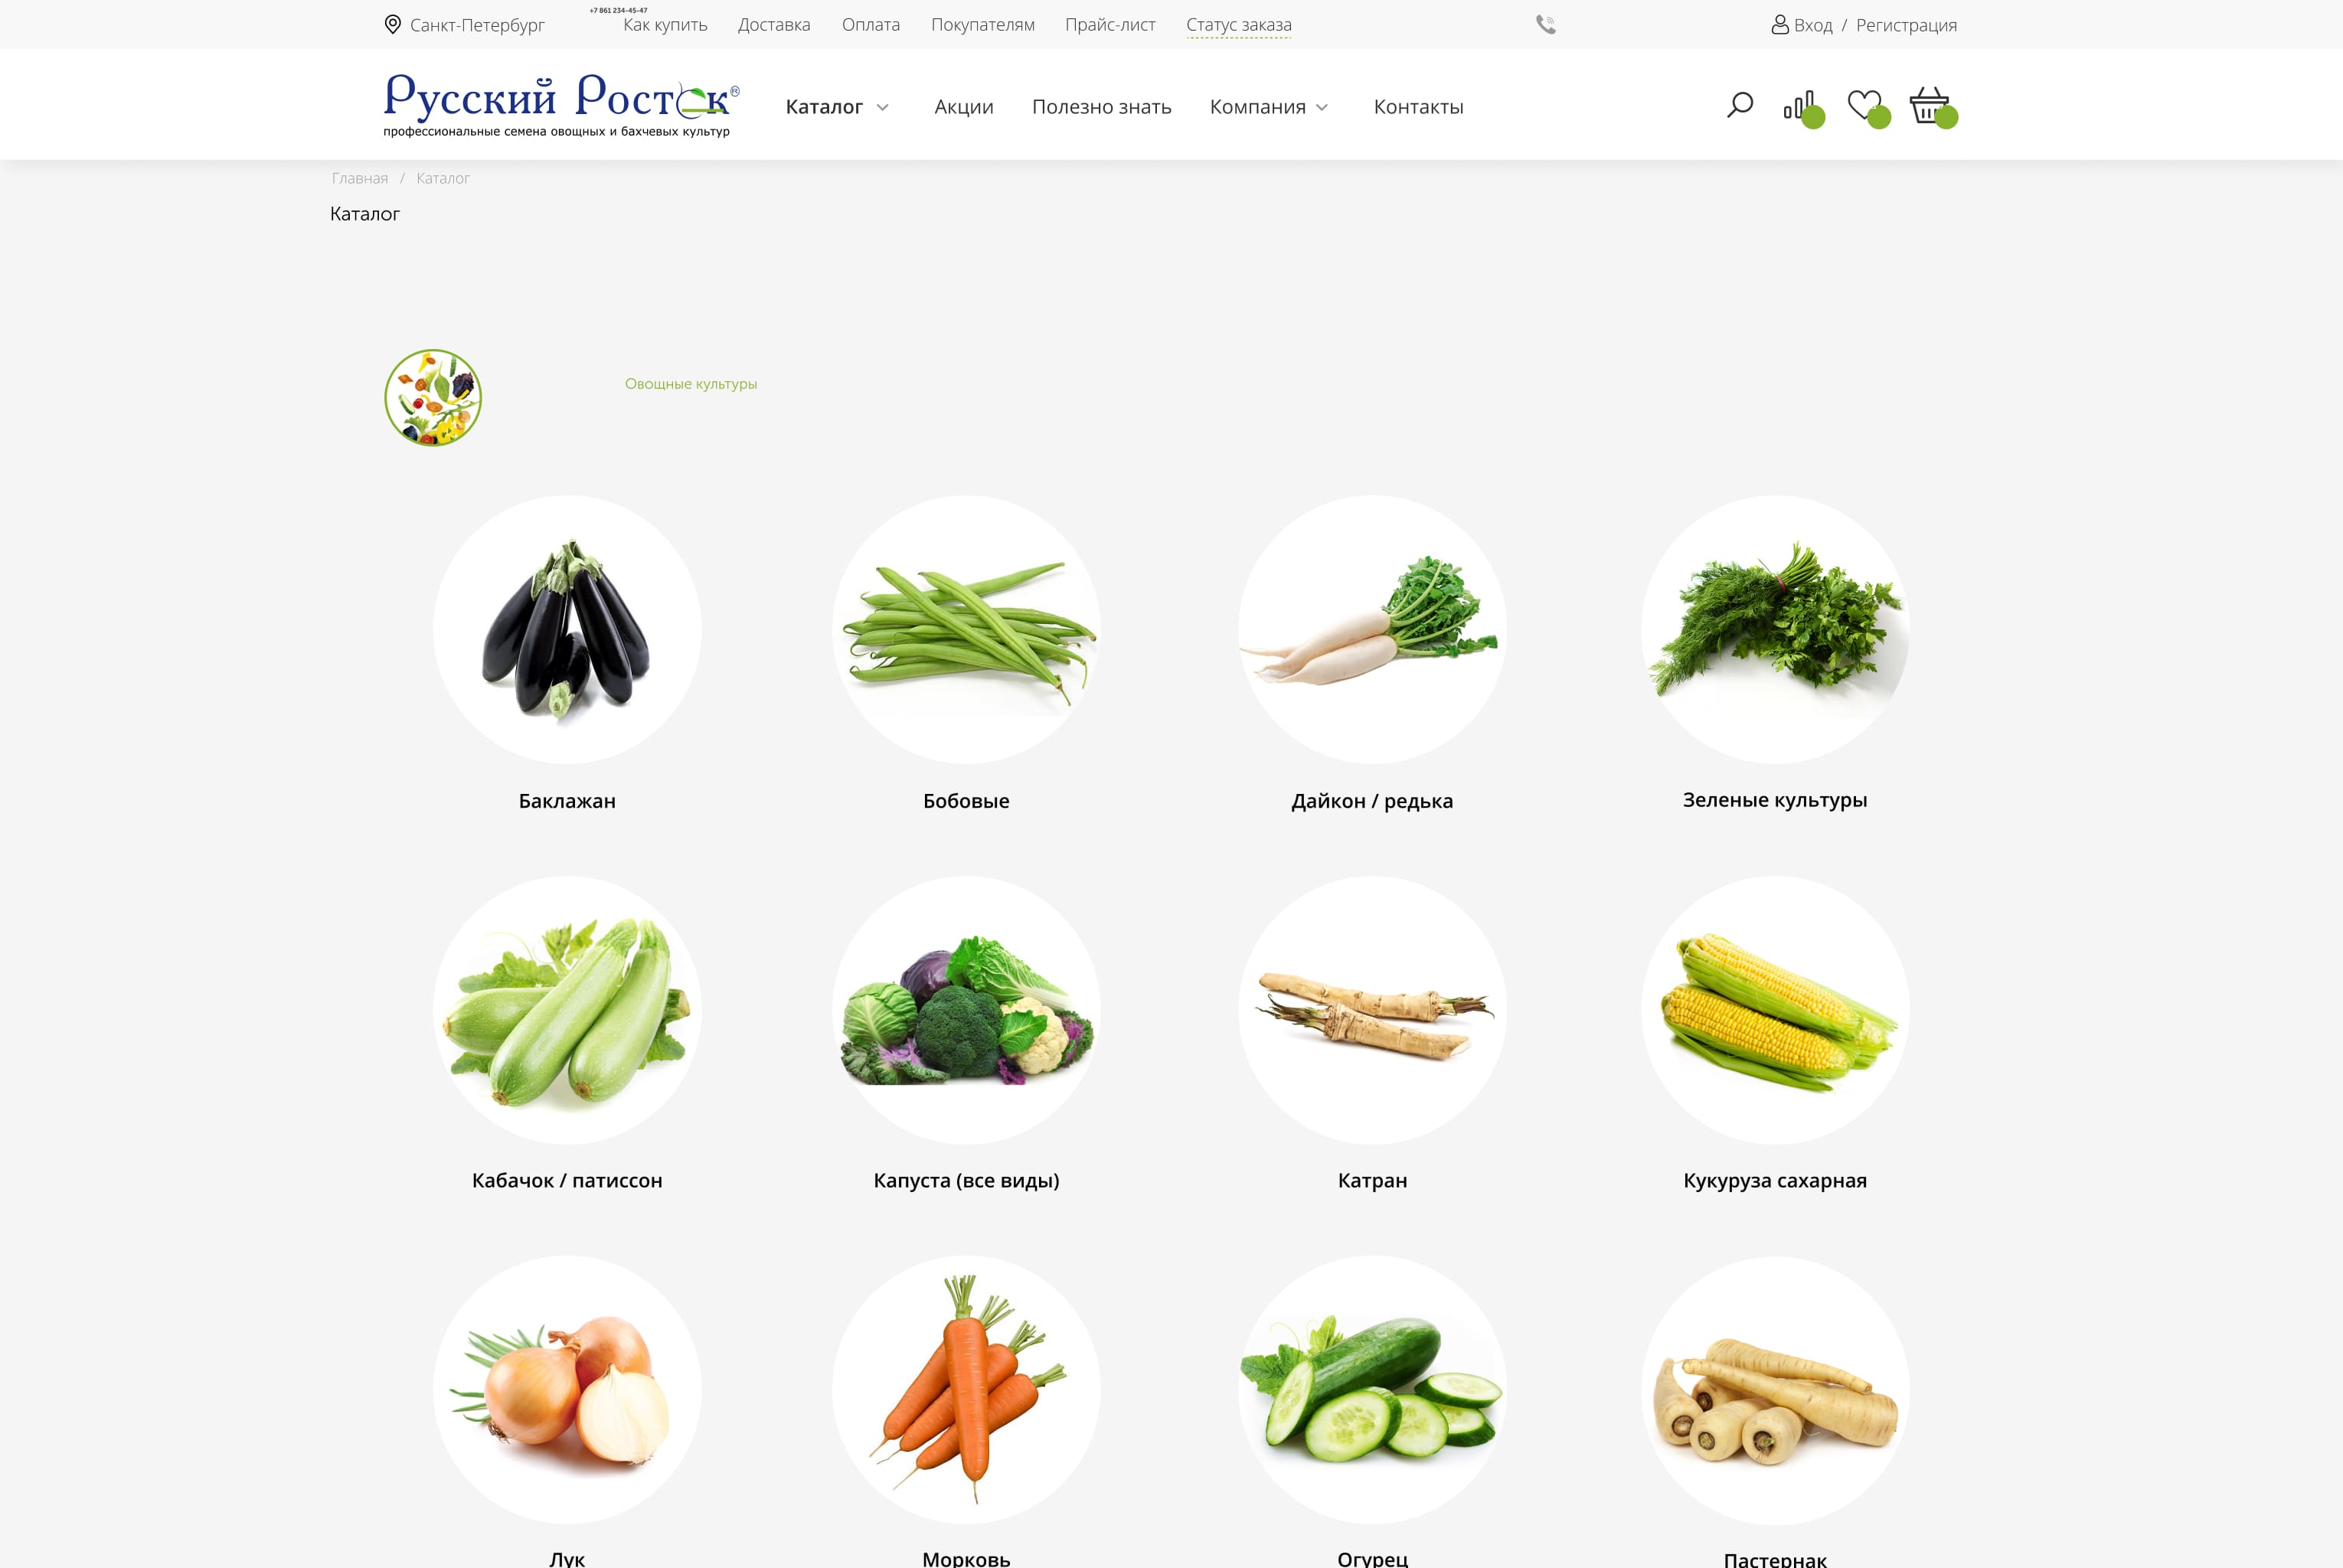 +7 861 234-45-47
Санкт-Петербург Как купить Доставка Оплата Покупателям Прайс-лист Статус заказа Вход / Регистрация
Русский Росток®
профессиональные семена овощных и бахчевых культур
Каталог Акции Полезно знать Компания Контакты
Главная / Каталог
Каталог
Овощные культуры
Баклажан Бобовые Дайкон / редька Зеленые культуры
Кабачок / патиссон Капуста (все виды) Катран Кукуруза сахарная
Лук Морковь Огурец Пастернак